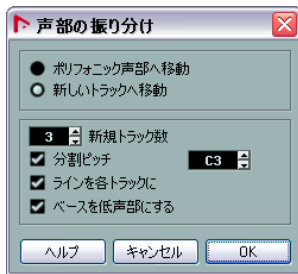 声部の振り分け
ポリフォニック声部へ移動
新しいトラックへ移動
3 新規トラック数
分割ピッチ C3
ラインを各トラックに
ベースを低声部にする
ヘルプ キャンセル OK